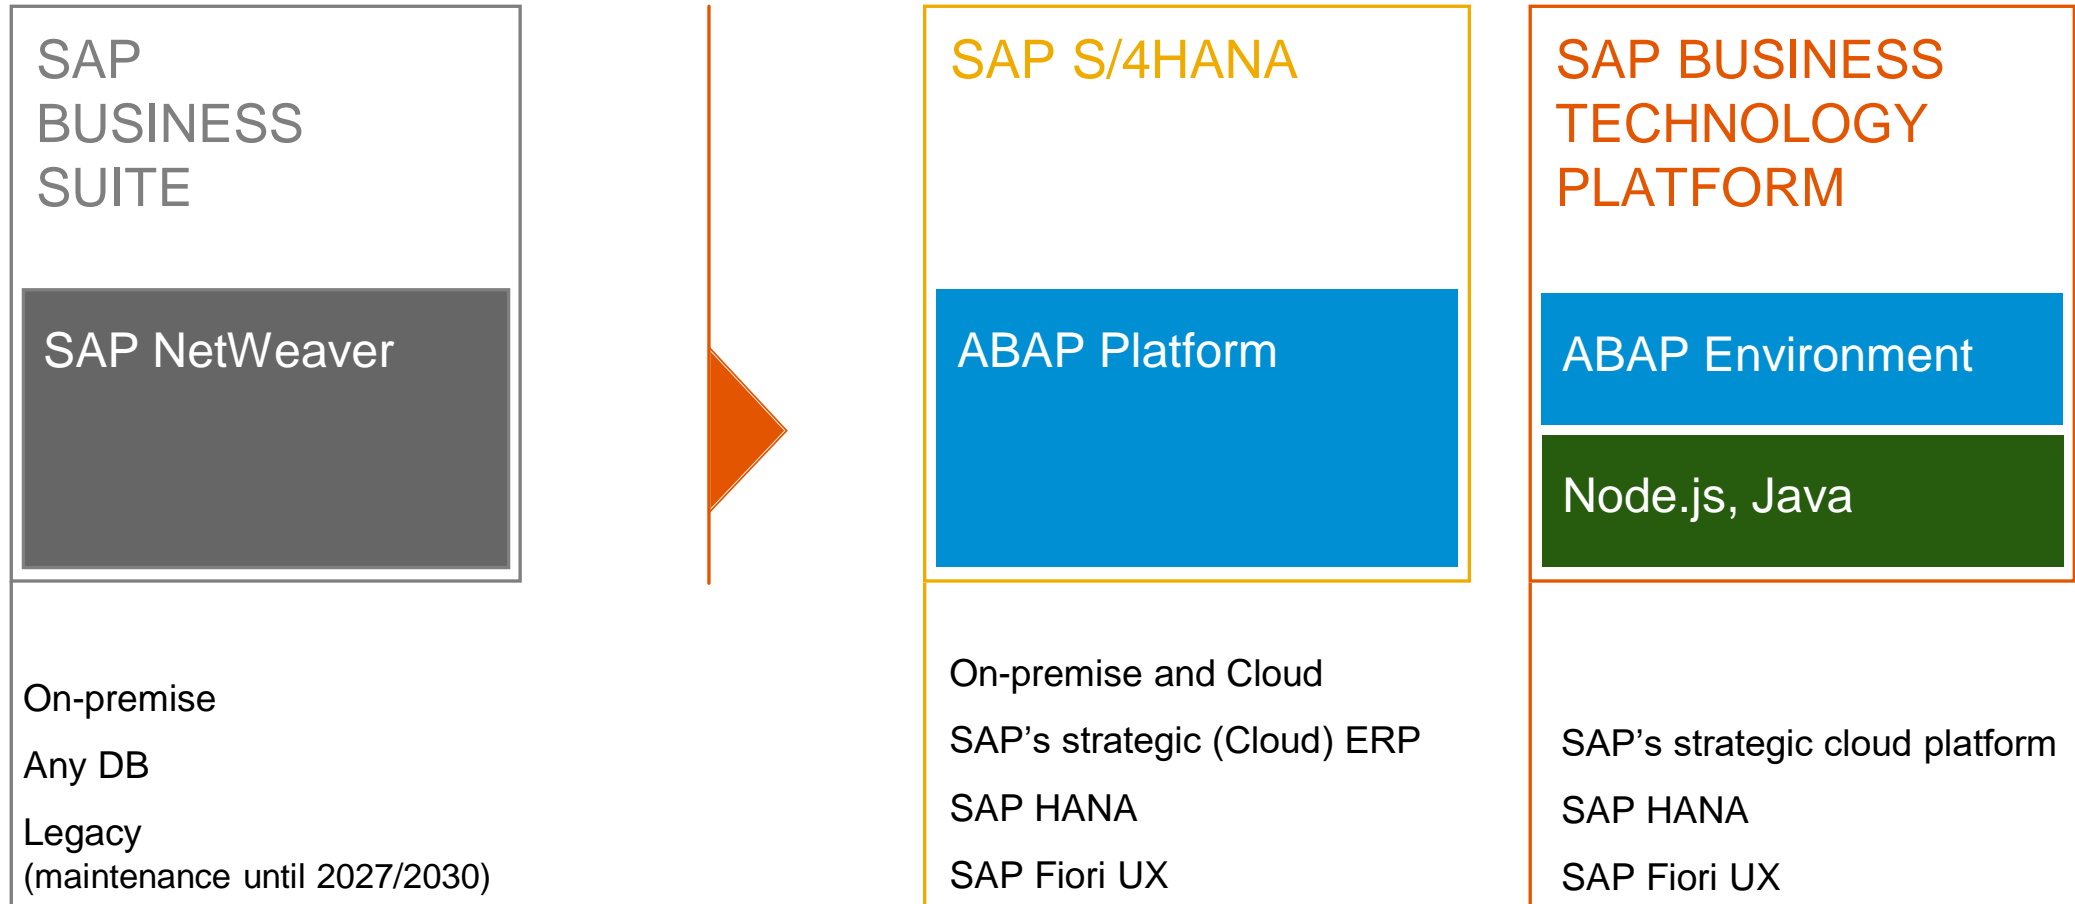 SAP
BUSINESS
SUITE
SAP NetWeaver
On-premise
Any DB
Legacy
(maintenance until 2027/2030)
SAP S/4HANA
ABAP Platform
On-premise and Cloud
SAP’s strategic (Cloud) ERP
SAP HANA
SAP Fiori UX
SAP BUSINESS
TECHNOLOGY
PLATFORM
ABAP Environment
Node.js, Java
SAP’s strategic cloud platform
SAP HANA
SAP Fiori UX